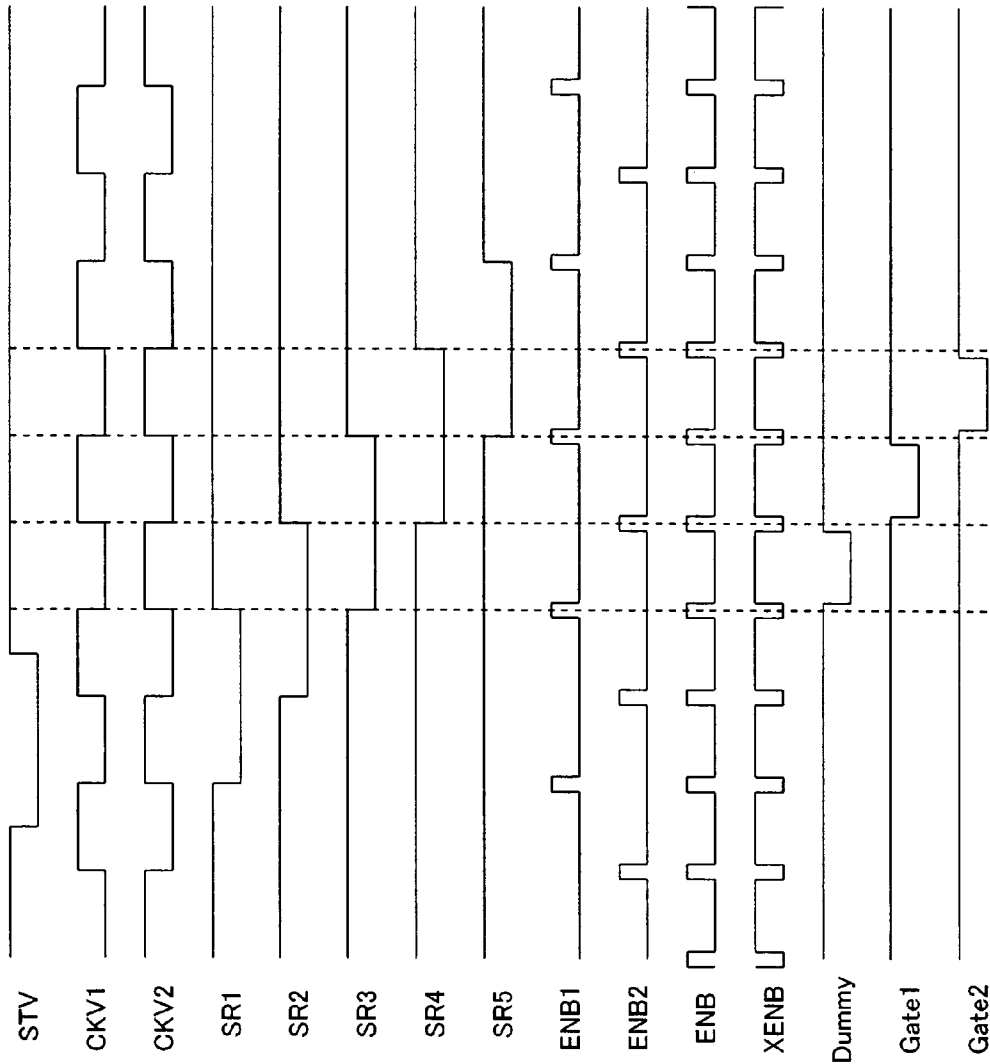 STV
CKV1
CKV2
SR1
SR2
SR3
SR4
SR5
ENB1
ENB2
ENB
XENB
Dummy
Gate1
Gate2